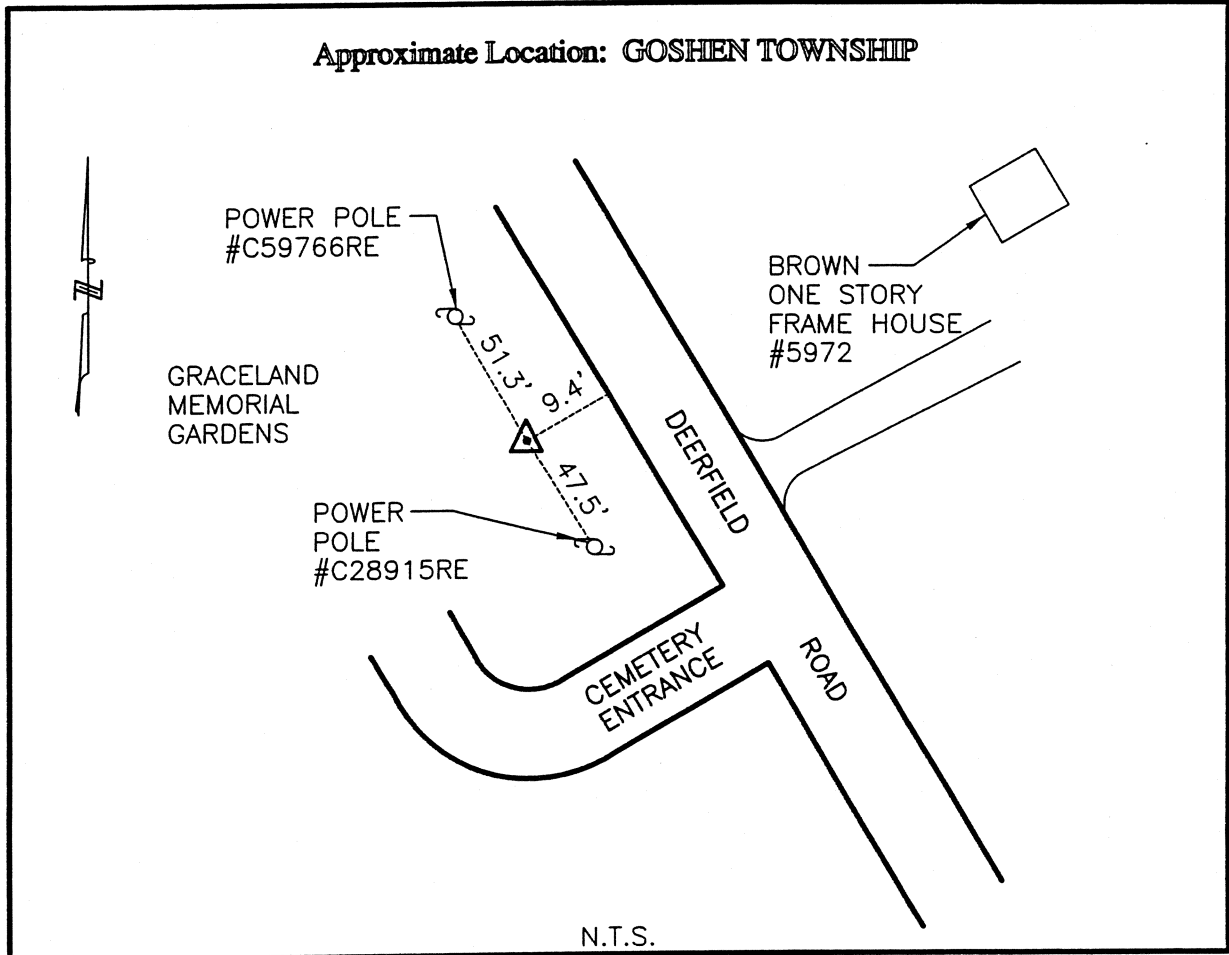 Approximate Location: GOSHEN TOWNSHIP
N
POWER POLE
#C59766RE
BROWN
ONE STORY
FRAME HOUSE
#5972
51.3'
9.4'
GRACELAND
MEMORIAL
GARDENS
DEERFIELD
47.5'
POWER
POLE
#C28915RE
CEMETERY
ENTRANCE
ROAD
N.T.S.